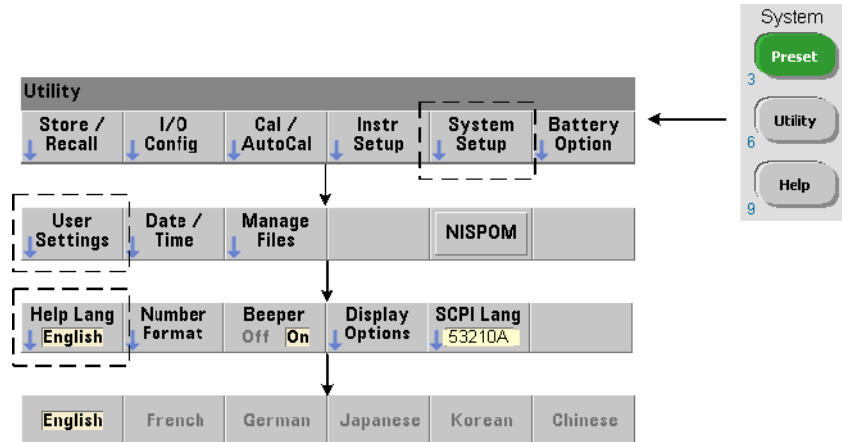 System
Preset
3
Utility
6
Help
9
Utility
Store / Recall
I/O Config
Cal / AutoCal
Instr Setup
System Setup
Battery Option
User Settings
Date / Time
Manage Files
NISPOM
Help Lang English
Number Format
Beeper Off On
Display Options
SCPI Lang 53210A
English French German Japanese Korean Chinese